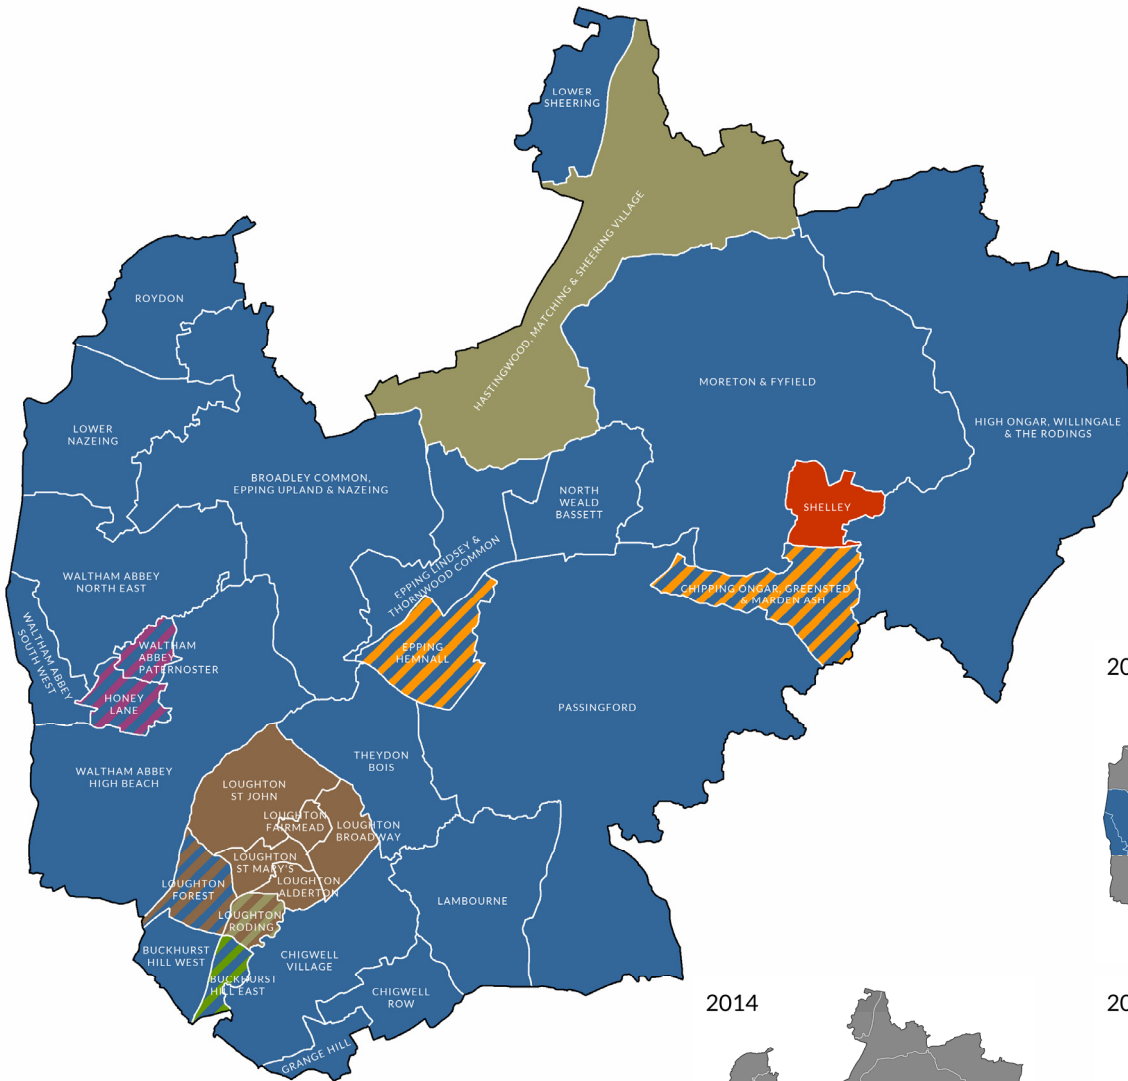 LOWER
SHEERING
HASTINGWOOD, MATCHING & SHEERING VILLAGE
ROYDON
MORETON & FYFIELD
HIGH ONGAR, WILLINGALE
& THE RODINGS
LOWER
NAZEING
BROADLEY COMMON,
EPPING UPLAND & NAZEING
NORTH
WEALD
BASSETT
SHELLEY
EPPING LINDSEY &
THORNWOOD COMMON
WALTHAM ABBEY
NORTH EAST
CHIPPING ONGAR, GREENSTED
& MARDEN ASH
WALTHAM ABBEY
SOUTH WEST
WALTHAM
ABBEY
PATERNOSTER
EPPING
HEMNALL
HONEY
LANE
PASSINGFORD
20
WALTHAM ABBEY
HIGH BEACH
THEYDON
BOIS
LOUGHTON
ST JOHN
LOUGHTON
FAIRMEAD
LOUGHTON
BROADWAY
LOUGHTON
ST MARY'S
LOUGHTON
ALDERTON
LOUGHTON
FOREST
LOUGHTON
RODING
LAMBOURNE
BUCKHURST
HILL WEST
CHIGWELL
VILLAGE
BUCKHURST
HILL EAST
CHIGWELL
ROW
GRANGE HILL
2014
20